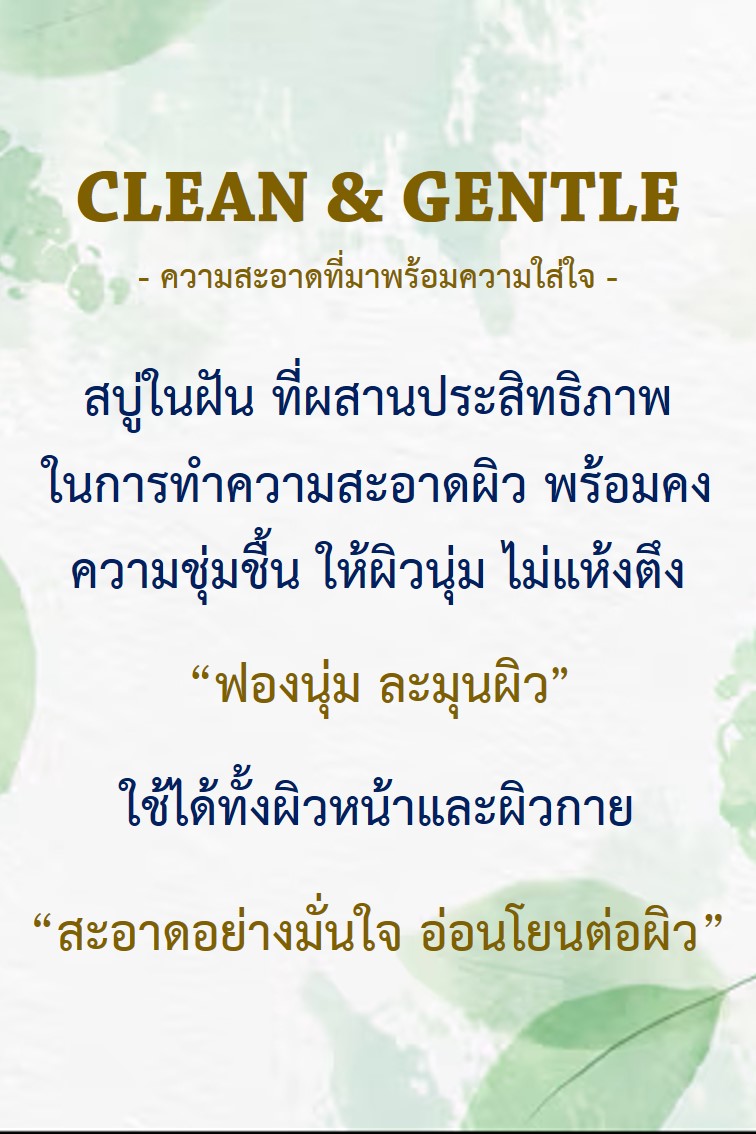 CLEAN & GENTLE
- ความสะอาดที่มาพร้อมความใส่ใจ -
สบู่ในฝัน ที่ผสานประสิทธิภาพ
ในการทำความสะอาดผิว พร้อมคง
ความชุ่มชื้น ให้ผิวนุ่ม ไม่แห้งตึง
“ฟองนุ่ม ละมุนผิว”
ใช้ได้ทั้งผิวหน้าและผิวกาย
“สะอาดอย่างมั่นใจ อ่อนโยนต่อผิว”